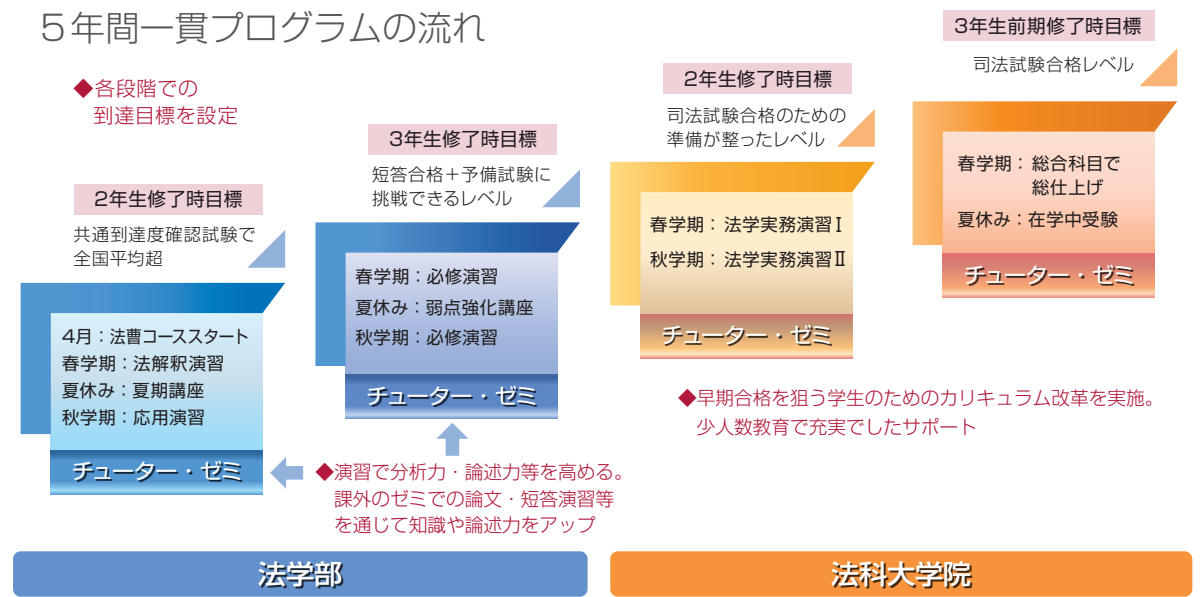 ５年間一貫プログラムの流れ
◆各段階での
到達目標を設定
2年生修了時目標
共通到達度確認試験で
全国平均超
4月：法曹コーススタート
春学期：法解釈演習
夏休み：夏期講座
秋学期：応用演習
チューター・ゼミ
3年生修了時目標
短答合格＋予備試験に
挑戦できるレベル
春学期：必修演習
夏休み：弱点強化講座
秋学期：必修演習
チューター・ゼミ
◆演習で分析力・論述力等を高める。
課外のゼミでの論文・短答演習等
を通じて知識や論述力をアップ
法学部
2年生修了時目標
司法試験合格のための
準備が整ったレベル
春学期：法学実務演習Ⅰ
秋学期：法学実務演習Ⅱ
チューター・ゼミ
3年生前期修了時目標
司法試験合格レベル
春学期：総合科目で
総仕上げ
夏休み：在学中受験
チューター・ゼミ
◆早期合格を狙う学生のためのカリキュラム改革を実施。
少人数教育で充実でしたサポート
法科大学院